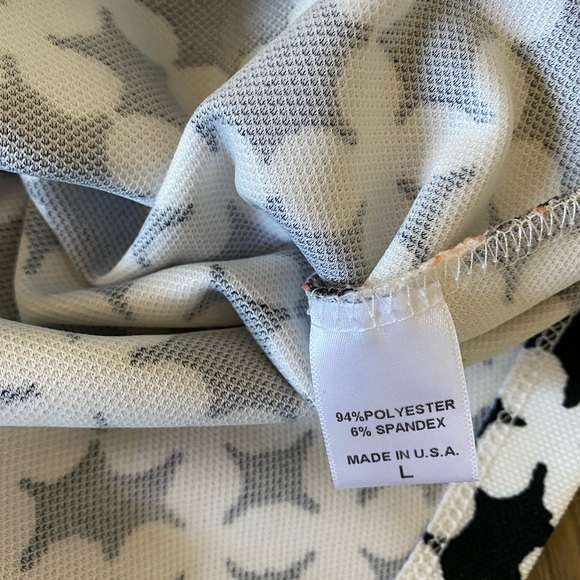 94%POLYESTER
6% SPANDEX
MADE IN U.S.A.
L